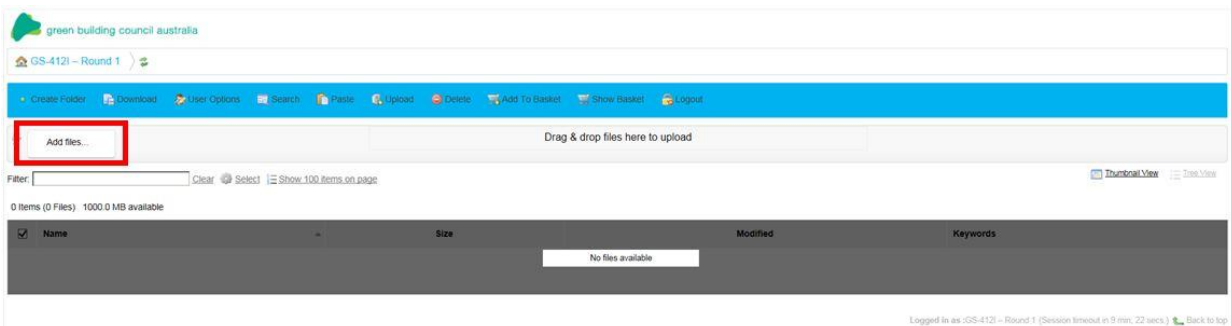 green building council australia
GS-412I – Round 1
Create Folder Download User Options Search Paste Upload Delete Add To Basket Show Basket Logout
Add files... Drag & drop files here to upload
Filter: Clear Select Show 100 items on page Thumbnail View Tree View
0 Items (0 Files) 1000.0 MB available
Name Size Modified Keywords
No files available
Logged in as :GS-412I – Round 1 (Session timeout in 9 min, 22 secs.) Back to top